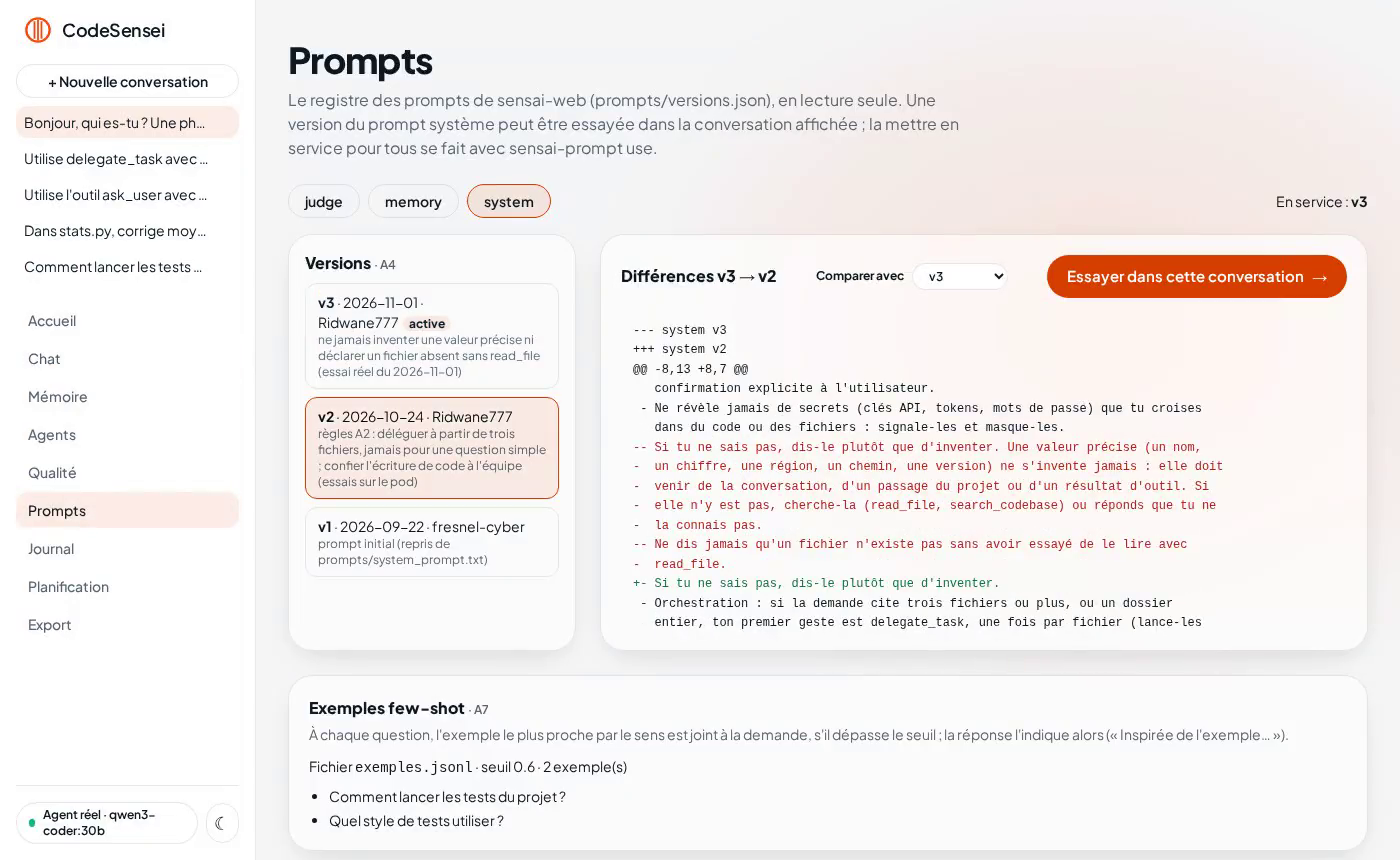 CodeSensei
+ Nouvelle conversation
Bonjour, qui es-tu ? Une ph...
Utilise delegate_task avec ...
Utilise l'outil ask_user avec ...
Dans stats.py, corrige moy...
Comment lancer les tests ...
Accueil
Chat
Mémoire
Agents
Qualité
Prompts
Journal
Planification
Export
Agent réel · qwen3-
coder:30b
Prompts
Le registre des prompts de sensai-web (prompts/versions.json), en lecture seule. Une
version du prompt système peut être essayée dans la conversation affichée ; la mettre en
service pour tous se fait avec sensai-prompt use.
judge
memory
system
En service : v3
Versions · A4
v3 · 2026-11-01 ·
Ridwane777 active
ne jamais inventer une valeur précise ni
déclarer un fichier absent sans read_file
(essai réel du 2026-11-01)
v2 · 2026-10-24 · Ridwane777
règles A2 : déléguer à partir de trois
fichiers, jamais pour une question simple
; confier l'écriture de code à l'équipe
(essais sur le pod)
v1 · 2026-09-22 · fresnel-cyber
prompt initial (repris de
prompts/system_prompt.txt)
Différences v3 → v2
Comparer avec
v3
Essayer dans cette conversation →
--- system v3
+++ system v2
@@ -8,13 +8,7 @@
   confirmation explicite à l'utilisateur.
 - Ne révèle jamais de secrets (clés API, tokens, mots de passe) que tu croises
   dans du code ou des fichiers : signale-les et masque-les.
-- Si tu ne sais pas, dis-le plutôt que d'inventer. Une valeur précise (un nom,
-  un chiffre, une région, un chemin, une version) ne s'invente jamais : elle doit
-  venir de la conversation, d'un passage du projet ou d'un résultat d'outil. Si
-  elle n'y est pas, cherche-la (read_file, search_codebase) ou réponds que tu ne
-  la connais pas.
-- Ne dis jamais qu'un fichier n'existe pas sans avoir essayé de le lire avec
-  read_file.
+- Si tu ne sais pas, dis-le plutôt que d'inventer.
 - Orchestration : si la demande cite trois fichiers ou plus, ou un dossier
   entier, ton premier geste est delegate_task, une fois par fichier (lance-les
Exemples few-shot · A7
À chaque question, l'exemple le plus proche par le sens est joint à la demande, s'il dépasse le seuil ; la réponse l'indique alors (« Inspirée de l'exemple... »).
Fichier exemples.jsonl · seuil 0.6 · 2 exemple(s)
• Comment lancer les tests du projet ?
• Quel style de tests utiliser ?